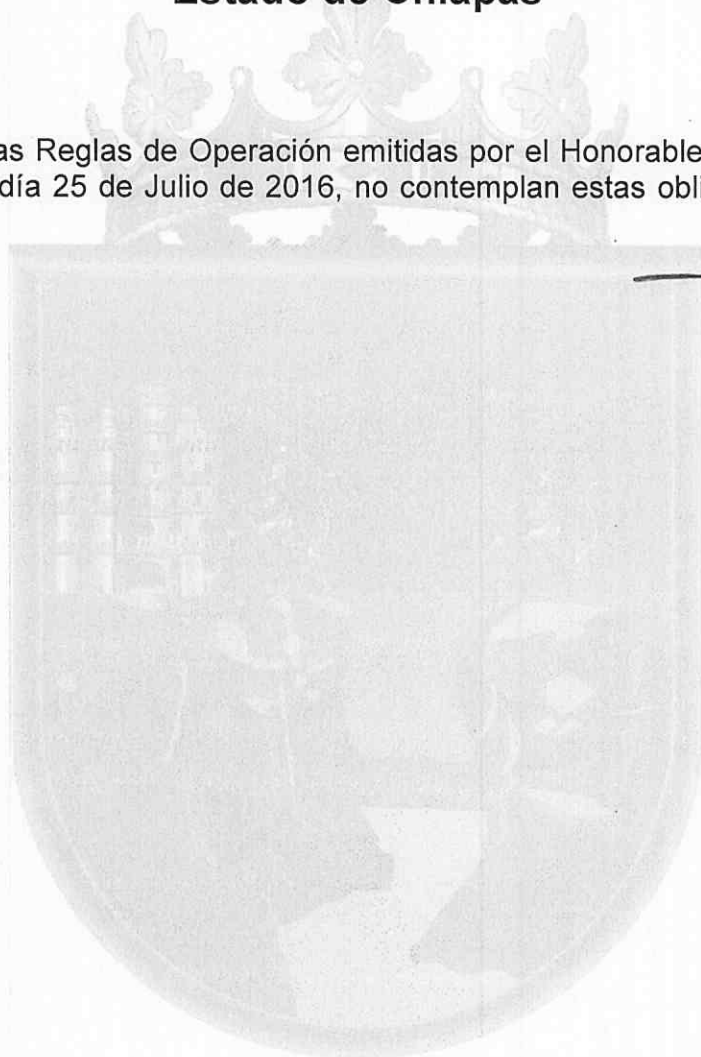 Estado de Chiapas
as Reglas de Operación emitidas por el Honorable
día 25 de Julio de 2016, no contemplan estas obli